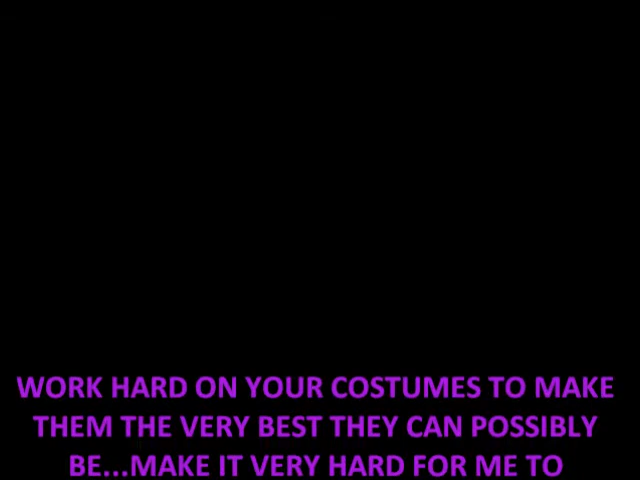 WORK HARD ON YOUR COSTUMES TO MAKE
THEM THE VERY BEST THEY CAN POSSIBLY
BE...MAKE IT VERY HARD FOR ME TO